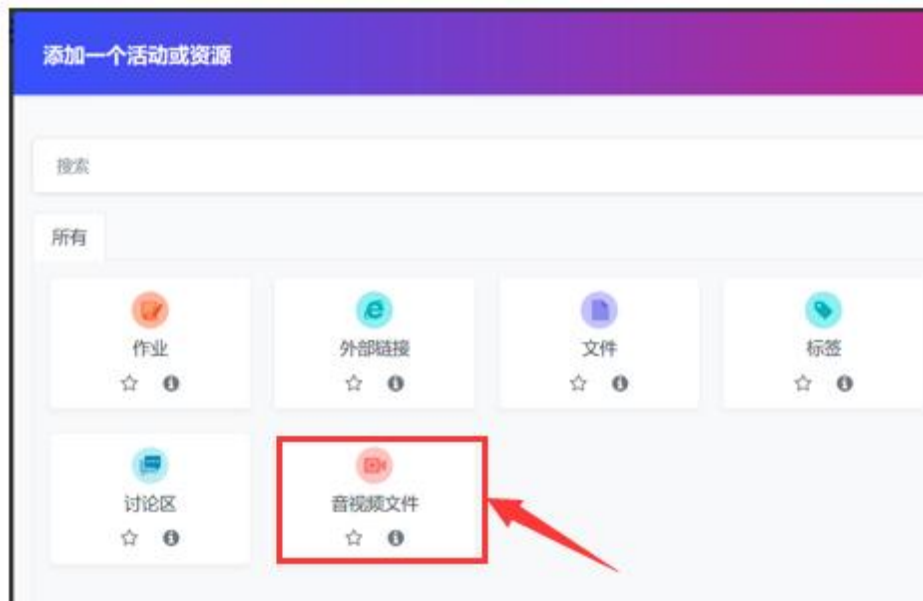 添加一个活动或资源
搜索
所有
作业
外部链接
文件
标签
讨论区
音视频文件